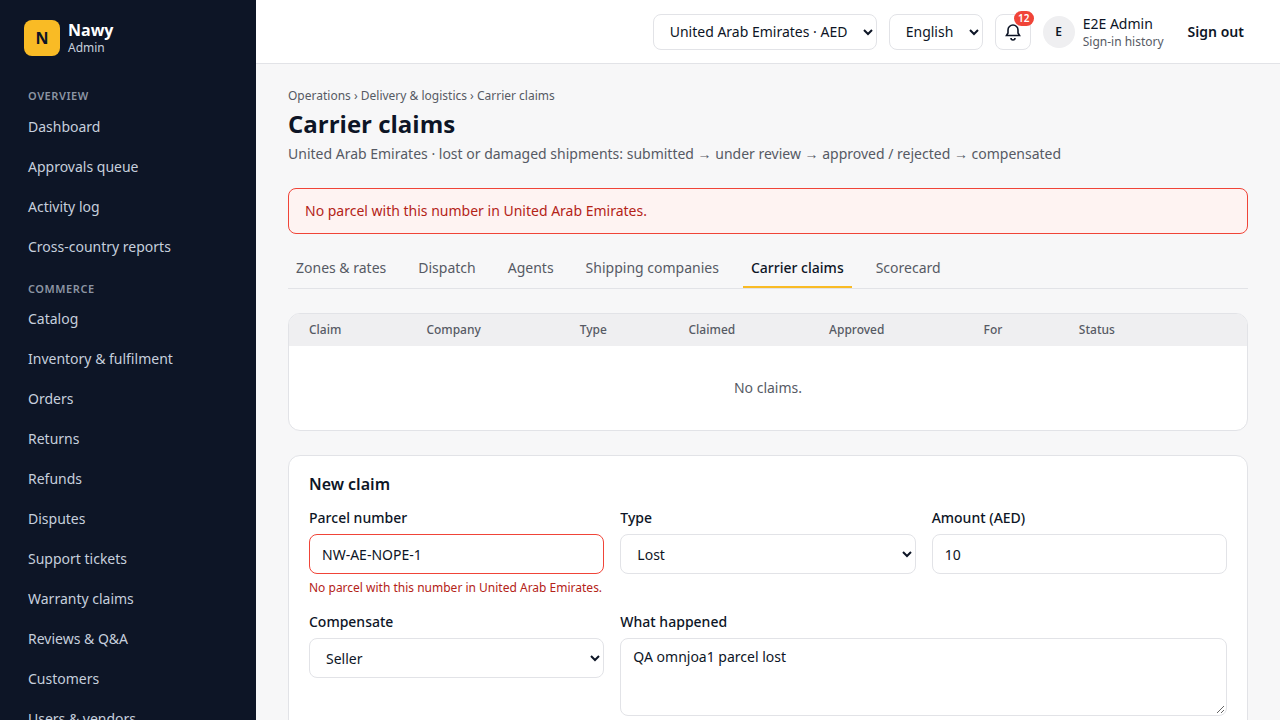 N
Nawy
Admin
OVERVIEW
Dashboard
Approvals queue
Activity log
Cross-country reports
COMMERCE
Catalog
Inventory & fulfilment
Orders
Returns
Refunds
Disputes
Support tickets
Warranty claims
Reviews & Q&A
Customers
Users & vendors
United Arab Emirates · AED
English
12
E
E2E Admin
Sign-in history
Sign out
Operations › Delivery & logistics › Carrier claims
Carrier claims
United Arab Emirates · lost or damaged shipments: submitted → under review → approved / rejected → compensated
No parcel with this number in United Arab Emirates.
Zones & rates Dispatch Agents Shipping companies Carrier claims Scorecard
Claim Company Type Claimed Approved For Status
No claims.
New claim
Parcel number Type Amount (AED)
NW-AE-NOPE-1 Lost 10
No parcel with this number in United Arab Emirates.
Compensate What happened
Seller QA omnjoa1 parcel lost